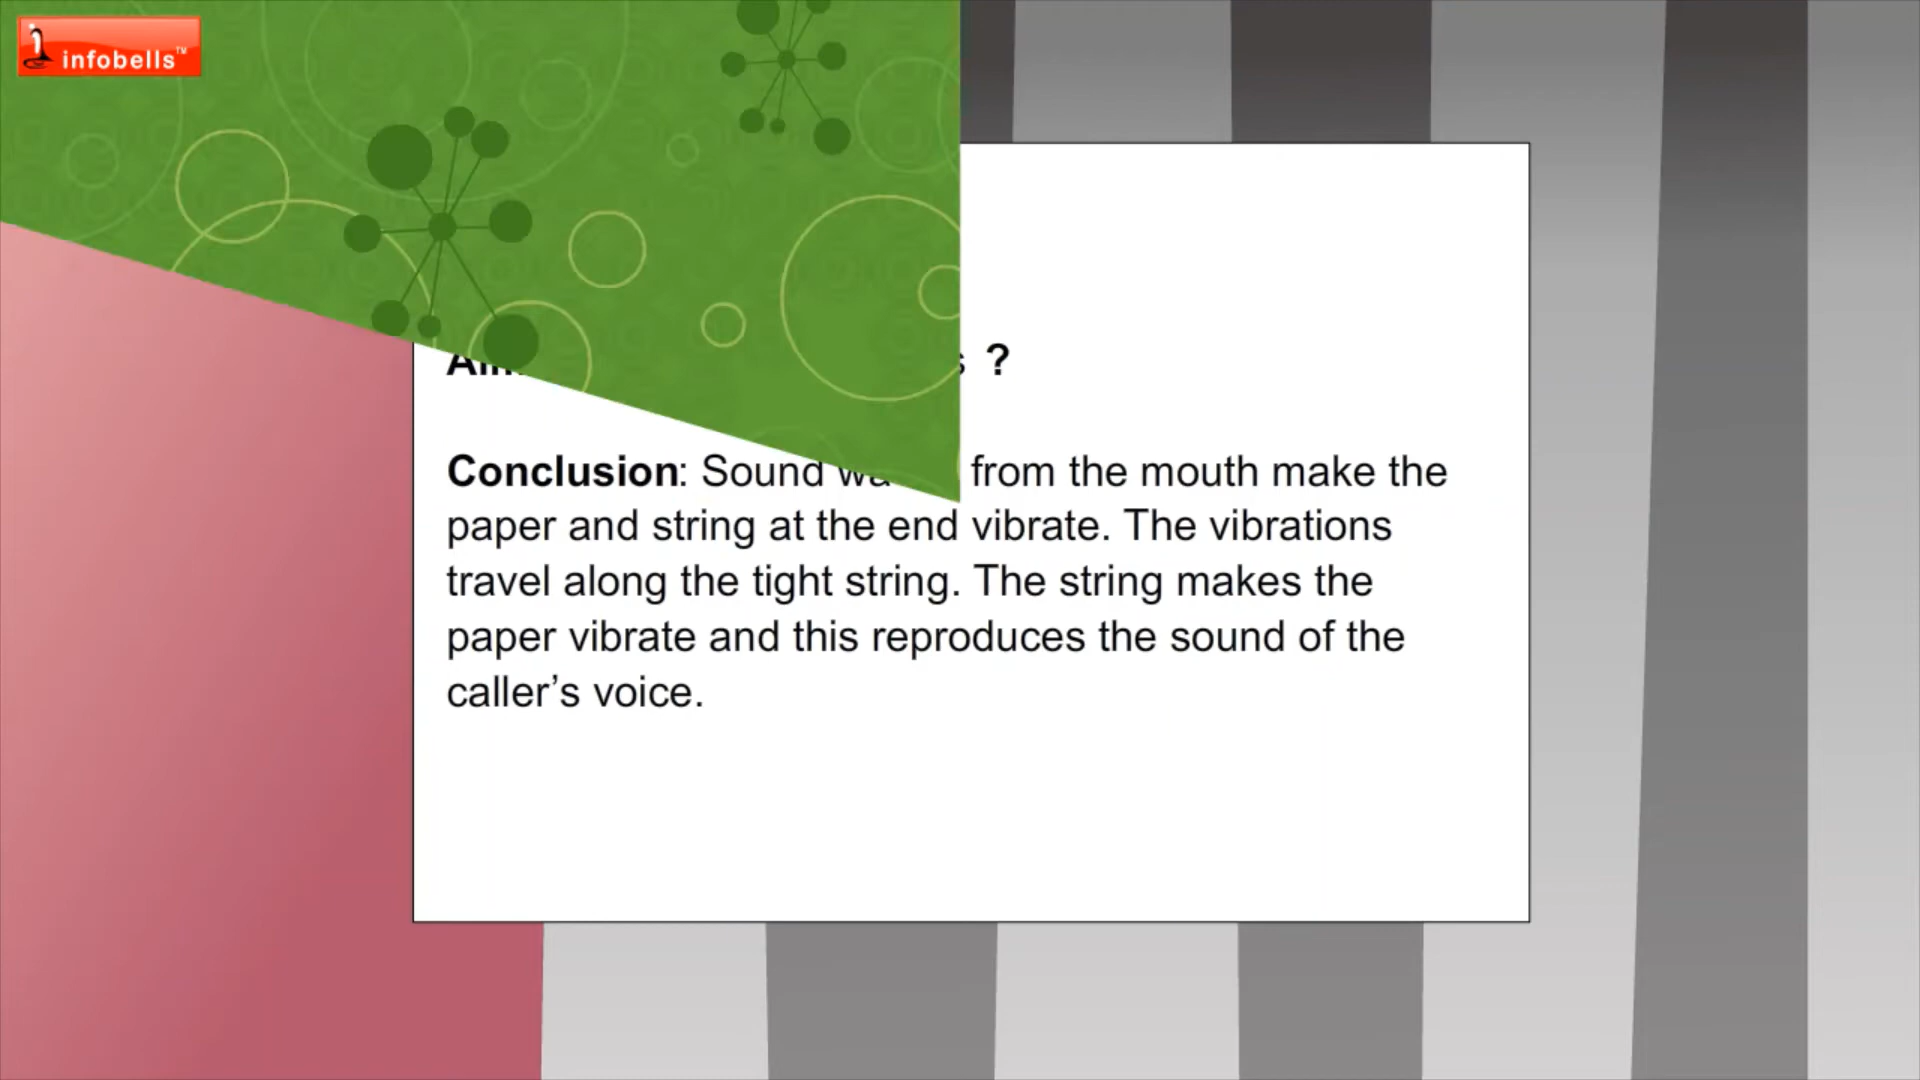 infobells™
?
Conclusion: Sound from the mouth make the
paper and string at the end vibrate. The vibrations
travel along the tight string. The string makes the
paper vibrate and this reproduces the sound of the
caller’s voice.